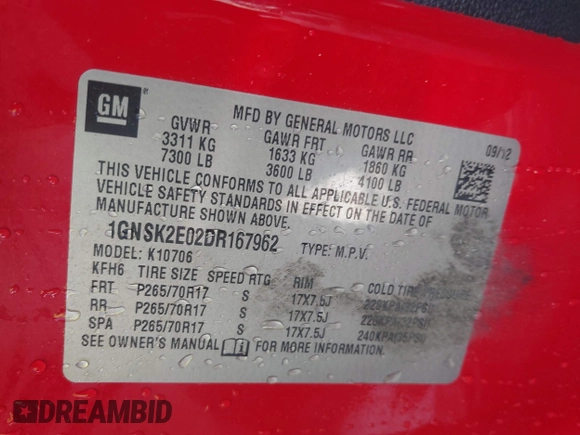 GM
MFD BY GENERAL MOTORS LLC
GVWR GAWR FRT GAWR RR 09/12
3311 KG 1633 KG 1860 KG
7300 LB 3600 LB 4100 LB
THIS VEHICLE CONFORMS TO ALL APPLICABLE U.S. FEDERAL MOTOR
VEHICLE SAFETY STANDARDS IN EFFECT ON THE DATE OF
MANUFACTURE SHOWN ABOVE.
1GNSK2E02DR167962 TYPE: M.P.V.
MODEL: K10706
KFH6 TIRE SIZE SPEED RTG RIM COLD TIRE
FRT P265/70R17 S 17X7.5J
RR P265/70R17 S 17X7.5J
SPA P265/70R17 S 17X7.5J 240KPA/35PSI
SEE OWNER'S MANUAL FOR MORE INFORMATION.
DREAMBID